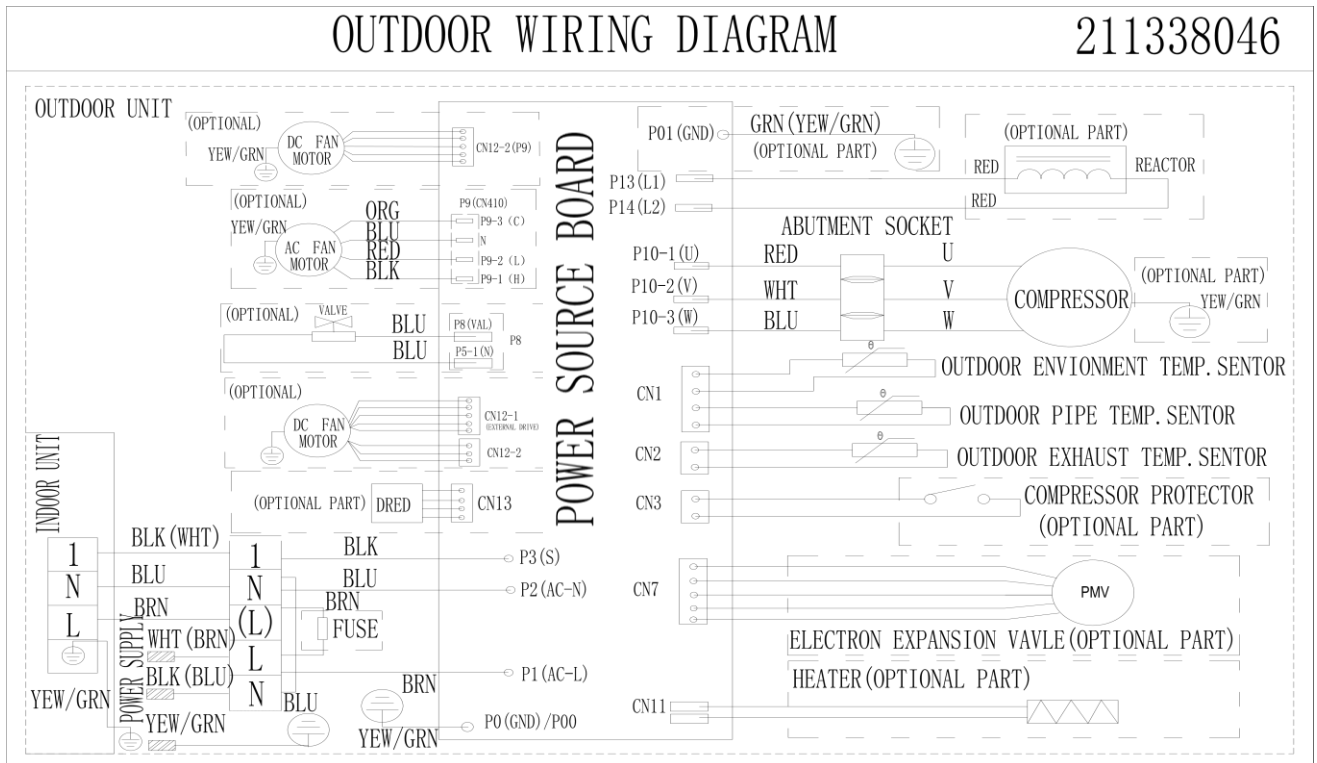 OUTDOOR WIRING DIAGRAM
211338046
OUTDOOR UNIT
(OPTIONAL)
YEW/GRN
DC FAN
MOTOR
CN12-2(P9)
(OPTIONAL)
YEW/GRN
AC FAN
MOTOR
ORG
BLU
RED
BLK
P9(CN410)
P9-3 (C)
N
P9-2 (L)
P9-1 (H)
(OPTIONAL)
VALVE
BLU
BLU
P8(VAL)
P5-1(N)
P8
(OPTIONAL)
DC FAN
MOTOR
CN12-1
(EXTERNAL DRIVE)
CN12-2
(OPTIONAL PART)
DRED
CN13
POWER SOURCE BOARD
INDOOR UNIT
1
N
L
BLK(WHT)
BLU
BRN
WHT(BRN)
BLK(BLU)
YEW/GRN
YEW/GRN
POWER SUPPLY
1
N
(L)
L
N
BLK
BLU
BRN
FUSE
BLU
BRN
YEW/GRN
P3(S)
P2(AC-N)
P1(AC-L)
P0(GND)/P00
P01(GND)
GRN(YEW/GRN)
(OPTIONAL PART)
P13(L1)
P14(L2)
RED
RED
(OPTIONAL PART)
REACTOR
ABUTMENT SOCKET
P10-1(U)
RED
U
P10-2(V)
WHT
V
P10-3(W)
BLU
W
COMPRESSOR
(OPTIONAL PART)
YEW/GRN
CN1
θ
OUTDOOR ENVIONMENT TEMP.SENTOR
θ
OUTDOOR PIPE TEMP.SENTOR
CN2
θ
OUTDOOR EXHAUST TEMP.SENTOR
CN3
COMPRESSOR PROTECTOR
(OPTIONAL PART)
CN7
PMV
ELECTRON EXPANSION VAVLE(OPTIONAL PART)
HEATER(OPTIONAL PART)
CN11